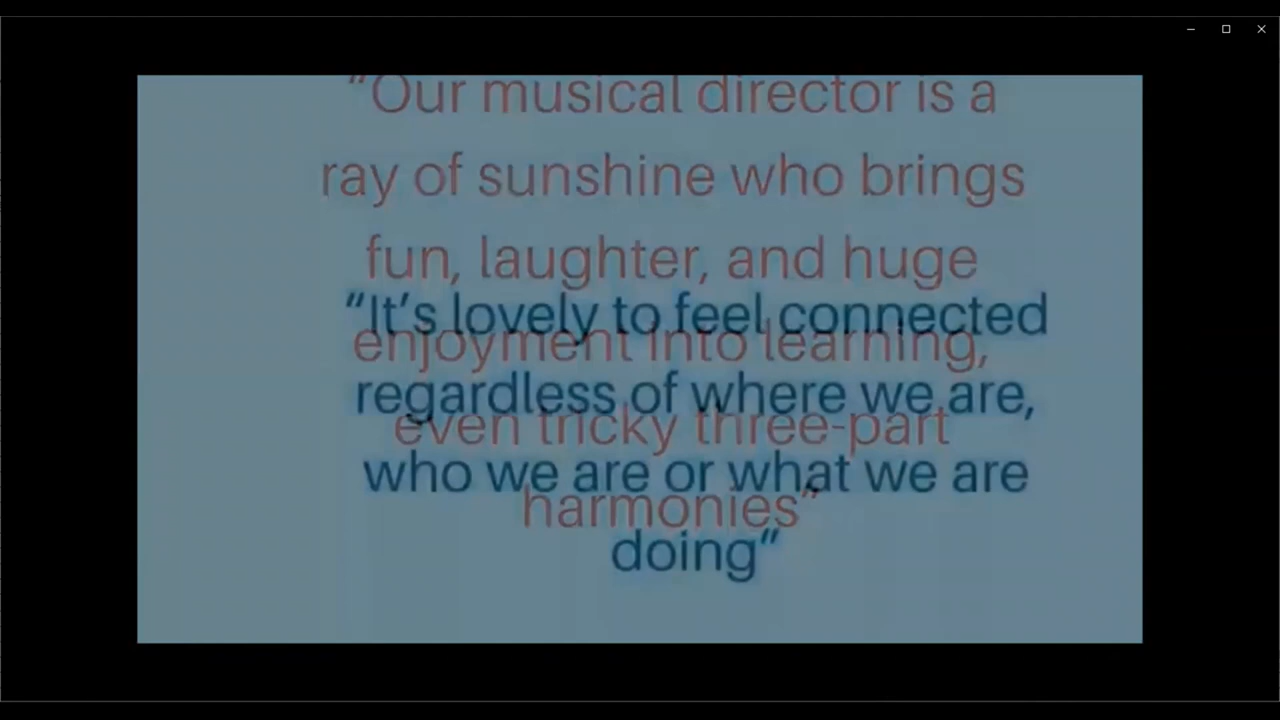 “Our musical director is a
ray of sunshine who brings
fun, laughter, and huge
enjoyment into learning,
even tricky three-part
harmonies”
“It’s lovely to feel connected
regardless of where we are,
who we are or what we are
doing”